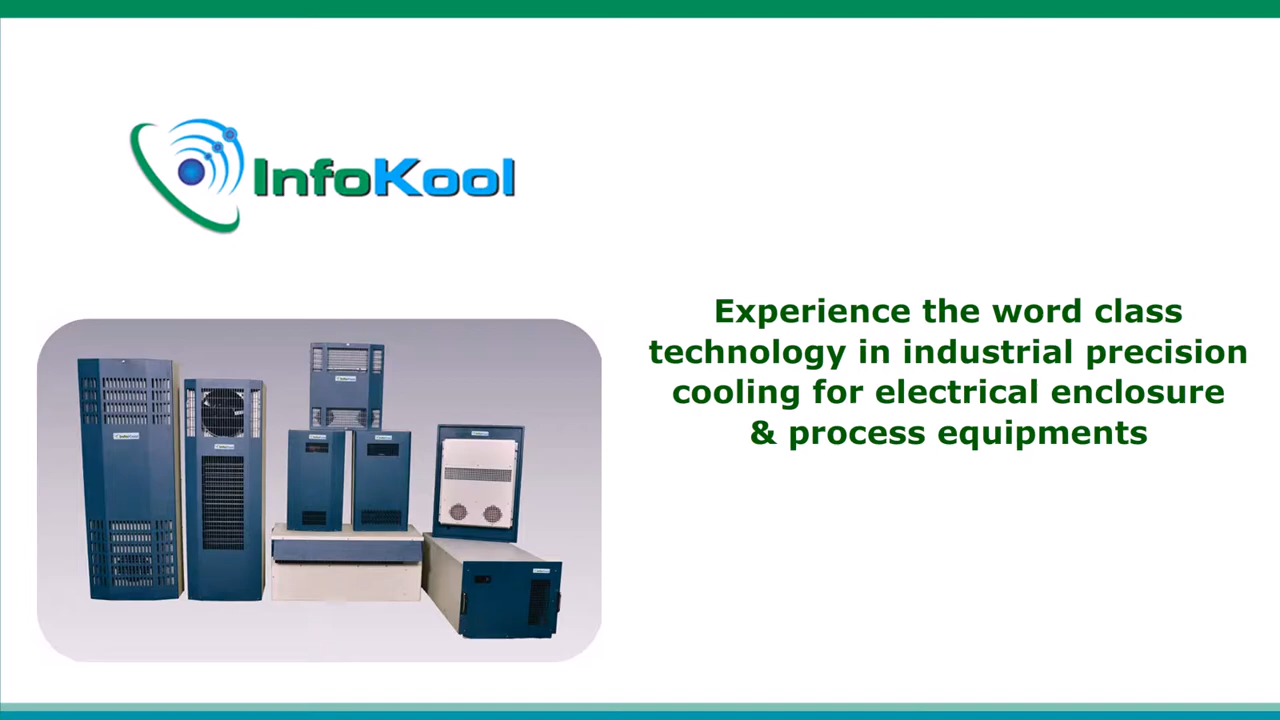 InfoKool
Experience the word class
technology in industrial precision
cooling for electrical enclosure
& process equipments